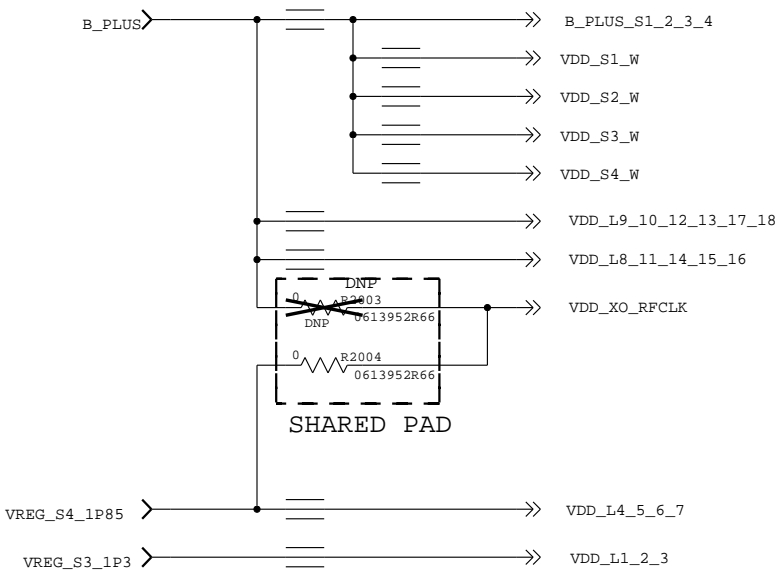 B_PLUS
B_PLUS_S1_2_3_4
VDD_S1_W
VDD_S2_W
VDD_S3_W
VDD_S4_W
VDD_L9_10_12_13_17_18
VDD_L8_11_14_15_16
DNP
0 R2003
DNP 0613952R66
VDD_XO_RFCLK
0 R2004
0613952R66
SHARED PAD
VREG_S4_1P85
VDD_L4_5_6_7
VREG_S3_1P3
VDD_L1_2_3